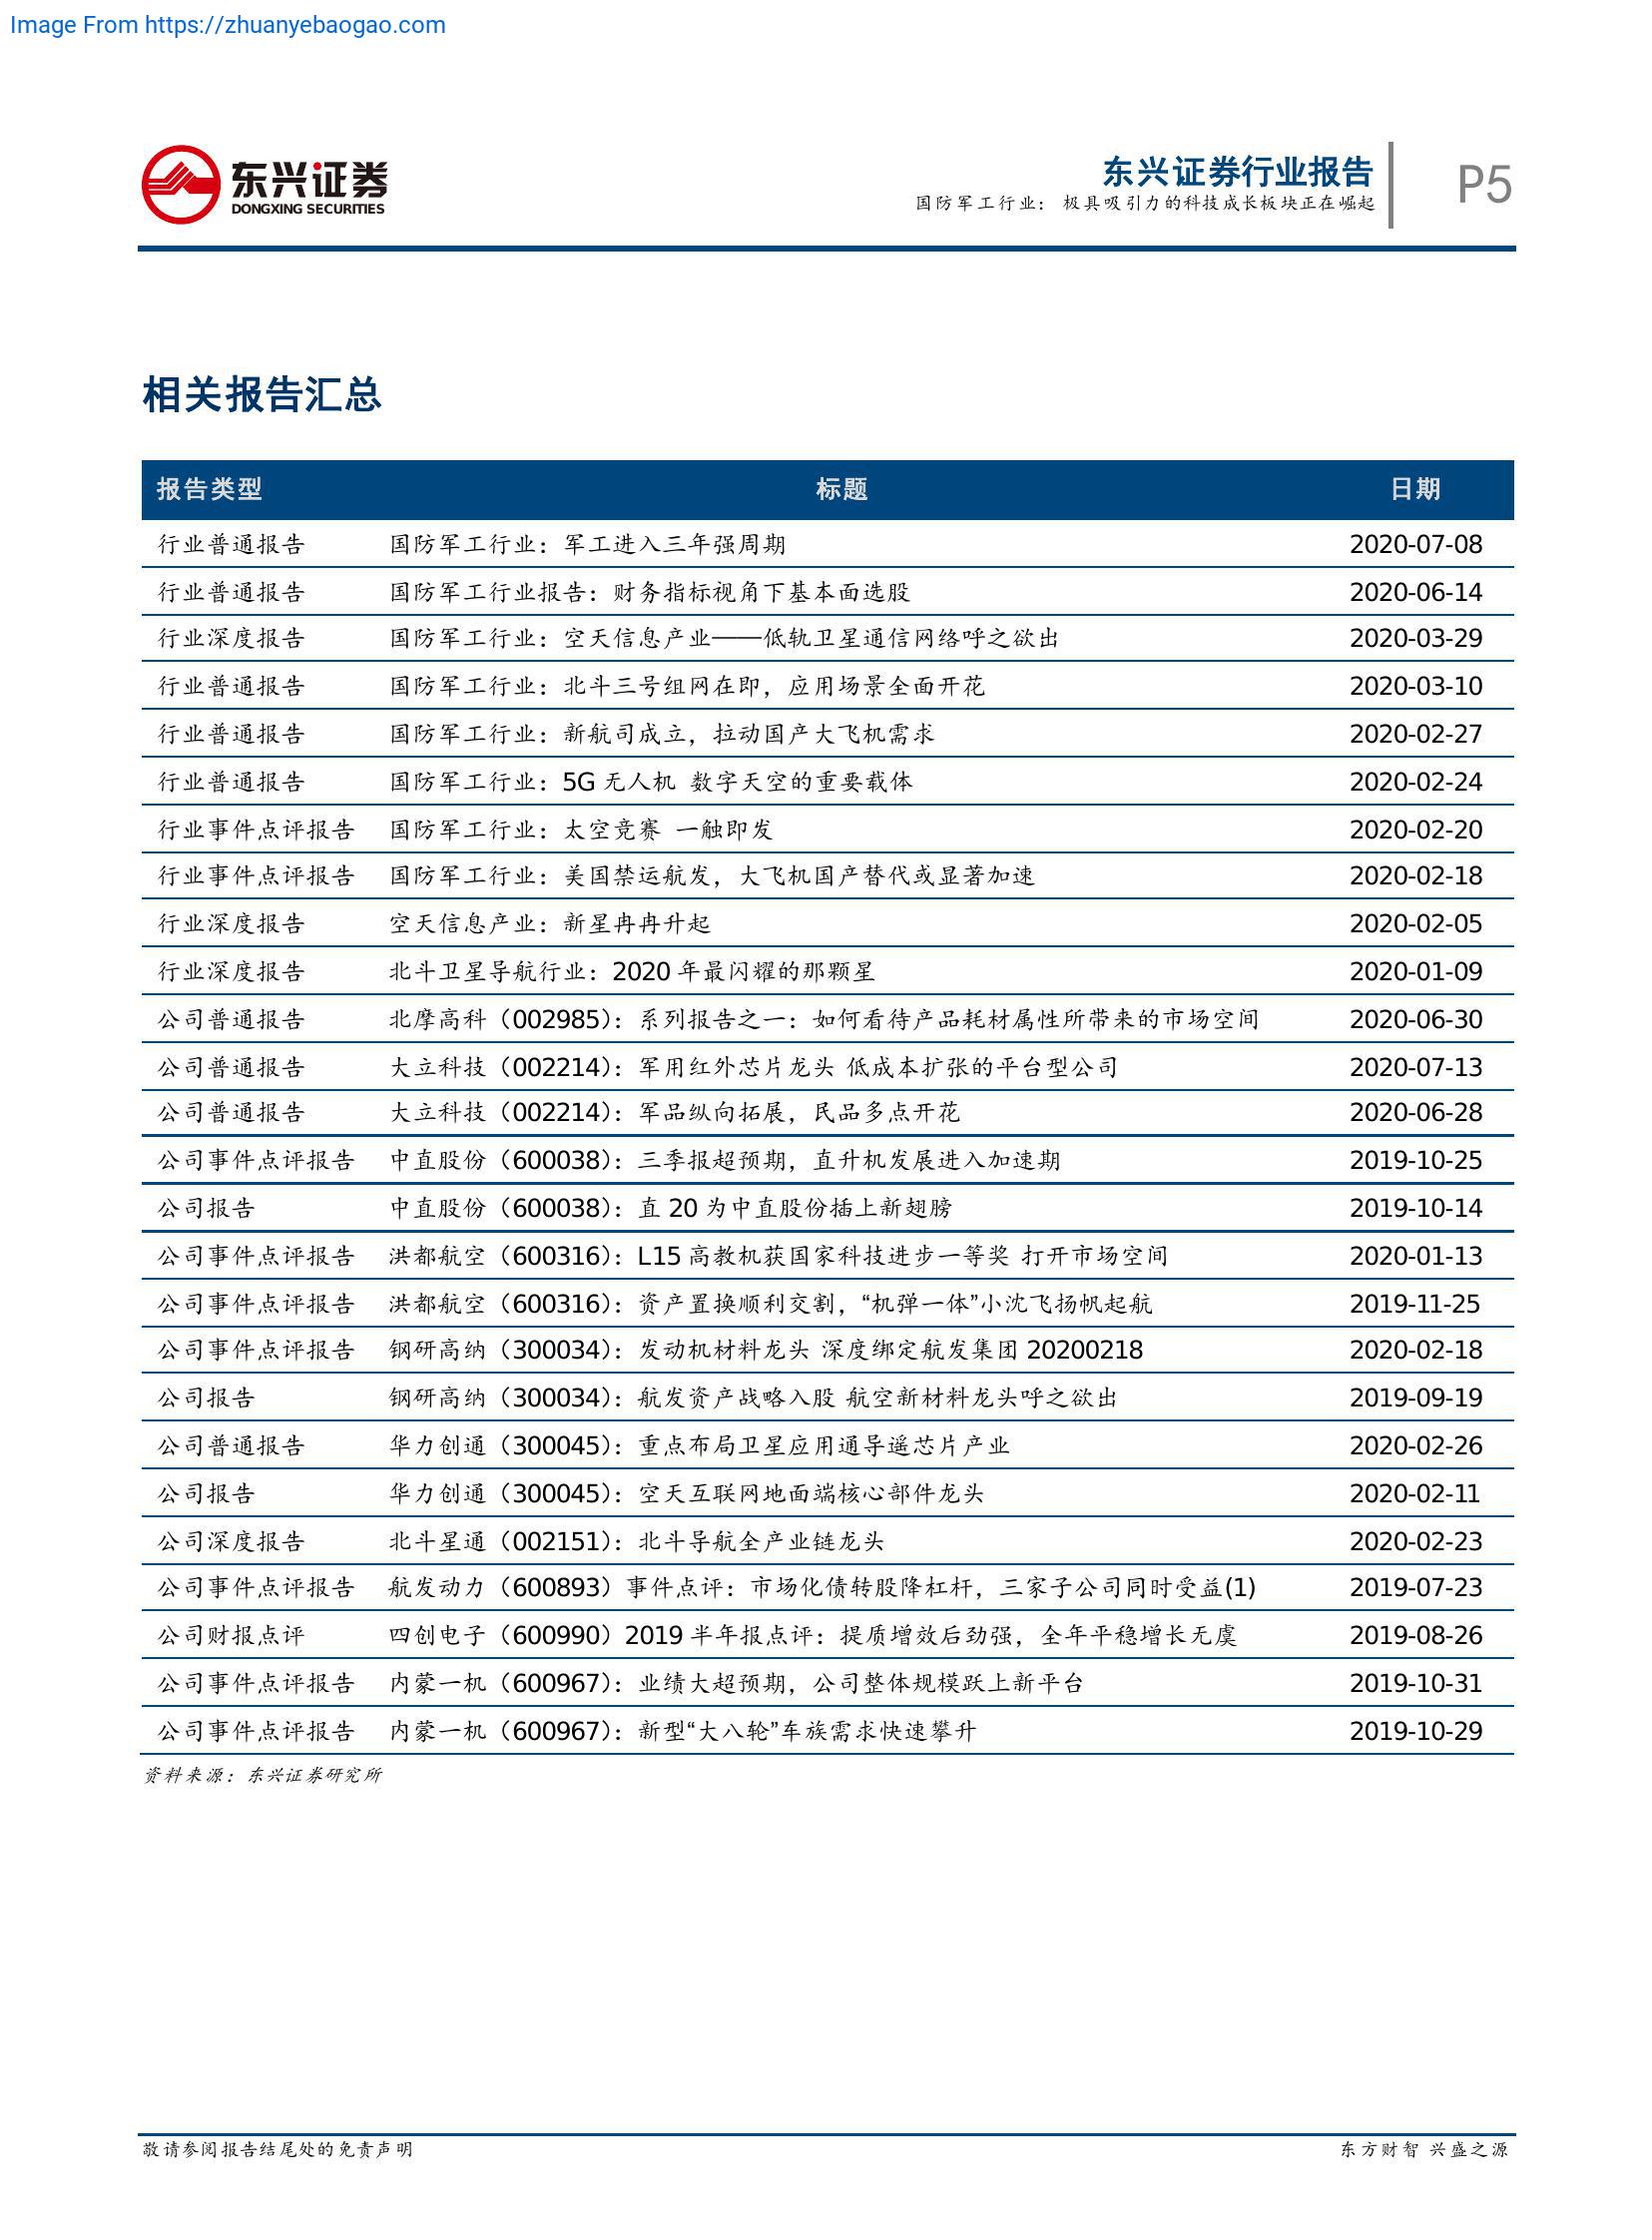 Image From https://zhuanyebaogao.com
东兴证券
DONGXING SECURITIES
东兴证券行业报告
国防军工行业： 极具吸引力的科技成长板块正在崛起
P5
相关报告汇总
报告类型 标题 日期
行业普通报告 国防军工行业：军工进入三年强周期 2020-07-08
行业普通报告 国防军工行业报告：财务指标视角下基本面选股 2020-06-14
行业深度报告 国防军工行业：空天信息产业——低轨卫星通信网络呼之欲出 2020-03-29
行业普通报告 国防军工行业：北斗三号组网在即，应用场景全面开花 2020-03-10
行业普通报告 国防军工行业：新航司成立，拉动国产大飞机需求 2020-02-27
行业普通报告 国防军工行业：5G 无人机 数字天空的重要载体 2020-02-24
行业事件点评报告 国防军工行业：太空竞赛 一触即发 2020-02-20
行业事件点评报告 国防军工行业：美国禁运航发，大飞机国产替代或显著加速 2020-02-18
行业深度报告 空天信息产业：新星冉冉升起 2020-02-05
行业深度报告 北斗卫星导航行业：2020 年最闪耀的那颗星 2020-01-09
公司普通报告 北摩高科（002985）：系列报告之一：如何看待产品耗材属性所带来的市场空间 2020-06-30
公司普通报告 大立科技（002214）：军用红外芯片龙头 低成本扩张的平台型公司 2020-07-13
公司普通报告 大立科技（002214）：军品纵向拓展，民品多点开花 2020-06-28
公司事件点评报告 中直股份（600038）：三季报超预期，直升机发展进入加速期 2019-10-25
公司报告 中直股份（600038）：直 20 为中直股份插上新翅膀 2019-10-14
公司事件点评报告 洪都航空（600316）：L15 高教机获国家科技进步一等奖 打开市场空间 2020-01-13
公司事件点评报告 洪都航空（600316）：资产置换顺利交割，“机弹一体”小沈飞扬帆起航 2019-11-25
公司事件点评报告 钢研高纳（300034）：发动机材料龙头 深度绑定航发集团 20200218 2020-02-18
公司报告 钢研高纳（300034）：航发资产战略入股 航空新材料龙头呼之欲出 2019-09-19
公司普通报告 华力创通（300045）：重点布局卫星应用通导遥芯片产业 2020-02-26
公司报告 华力创通（300045）：空天互联网地面端核心部件龙头 2020-02-11
公司深度报告 北斗星通（002151）：北斗导航全产业链龙头 2020-02-23
公司事件点评报告 航发动力（600893）事件点评：市场化债转股降杠杆，三家子公司同时受益(1) 2019-07-23
公司财报点评 四创电子（600990）2019 半年报点评：提质增效后劲强，全年平稳增长无虞 2019-08-26
公司事件点评报告 内蒙一机（600967）：业绩大超预期，公司整体规模跃上新平台 2019-10-31
公司事件点评报告 内蒙一机（600967）：新型“大八轮”车族需求快速攀升 2019-10-29
资料来源：东兴证券研究所
敬请参阅报告结尾处的免责声明
东方财智 兴盛之源